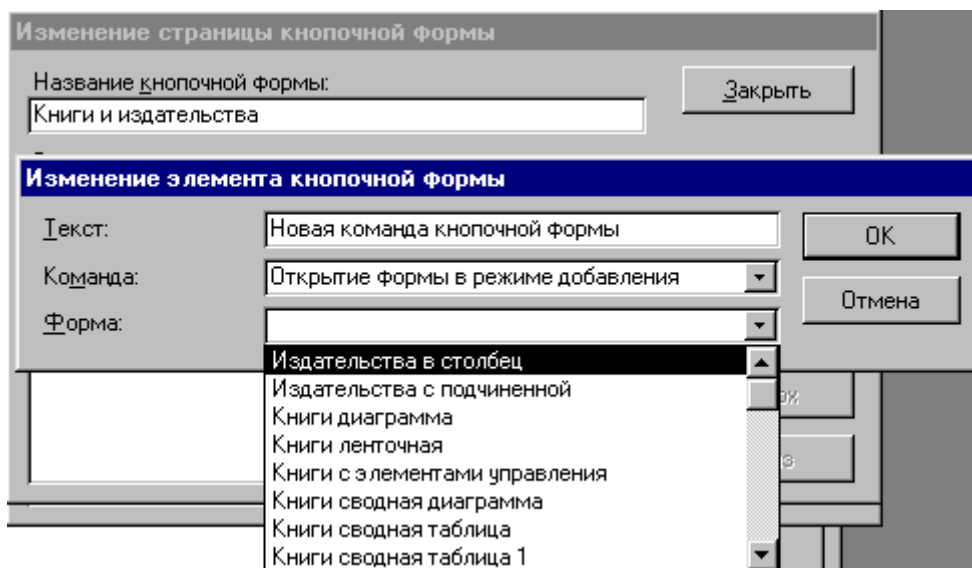 Изменение страницы кнопочной формы
Название кнопочной формы:
Закрыть
Книги и издательства
Изменение элемента кнопочной формы
Текст:
Новая команда кнопочной формы
OK
Команда:
Открытие формы в режиме добавления
Отмена
Форма:
Издательства в столбец
Издательства с подчиненной
Книги диаграмма
Книги ленточная
Книги с элементами управления
Книги сводная диаграмма
Книги сводная таблица
Книги сводная таблица 1